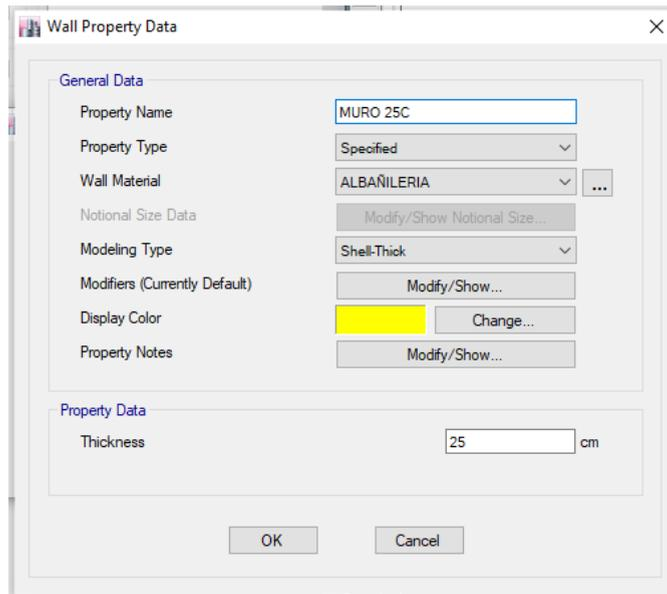 Wall Property Data
General Data
Property Name MURO 25C
Property Type Specified
Wall Material ALBAÑILERIA ...
Notional Size Data Modify/Show Notional Size...
Modeling Type Shell-Thick
Modifiers (Currently Default) Modify/Show...
Display Color Change...
Property Notes Modify/Show...
Property Data
Thickness 25 cm
OK Cancel